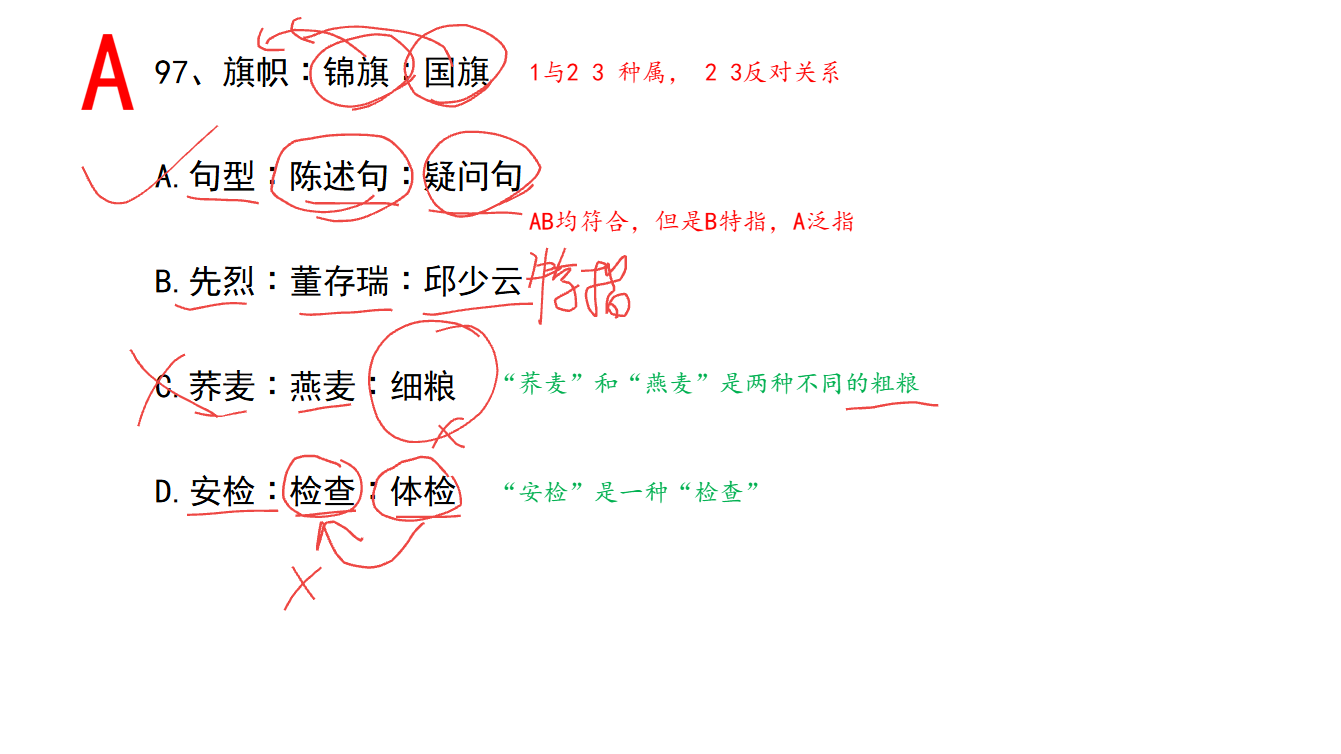 A
97、旗帜：锦旗：国旗 1与2 3 种属， 2 3反对关系
A. 句型：陈述句：疑问句
AB均符合，但是B特指，A泛指
B. 先烈：董存瑞：邱少云 特指
C. 荞麦：燕麦：细粮 “荞麦”和“燕麦”是两种不同的粗粮
D. 安检：检查：体检 “安检”是一种“检查”